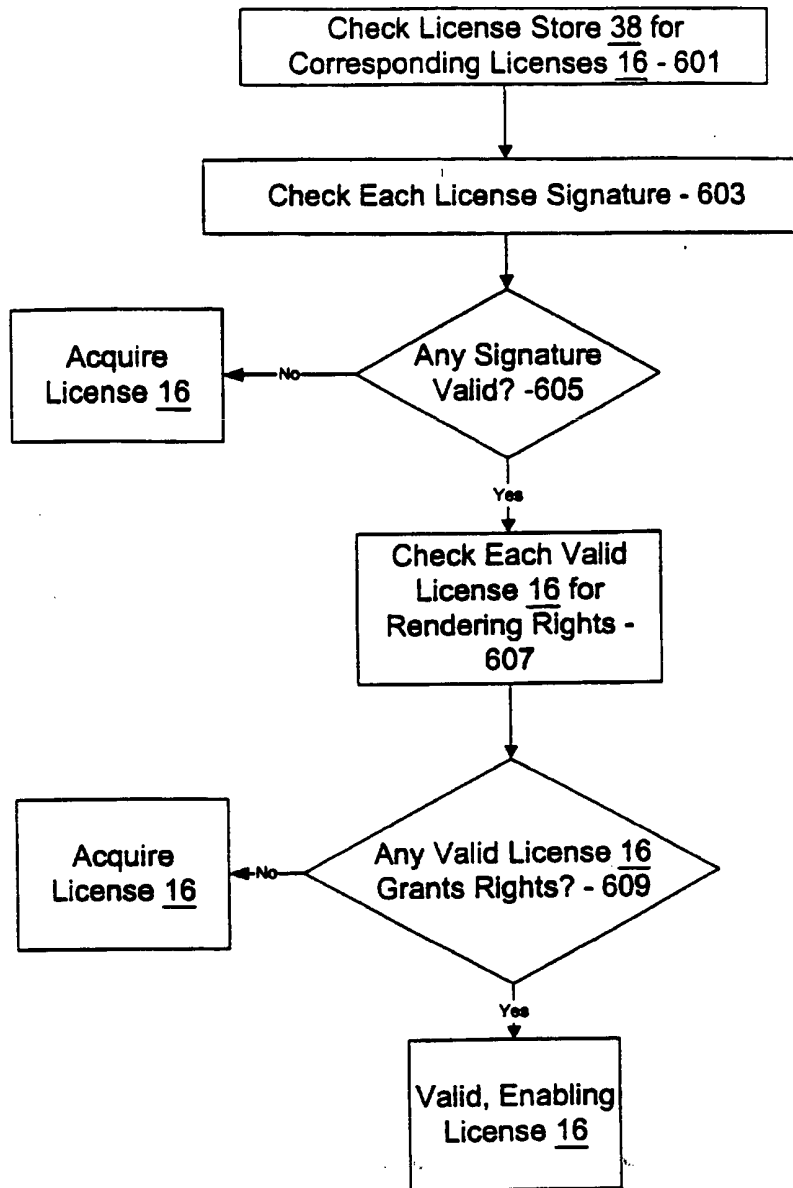 Check License Store 38 for
Corresponding Licenses 16 - 601
Check Each License Signature - 603
Any Signature
Valid? -605
No
Acquire
License 16
Yes
Check Each Valid
License 16 for
Rendering Rights -
607
Any Valid License 16
Grants Rights? - 609
No
Acquire
License 16
Yes
Valid, Enabling
License 16